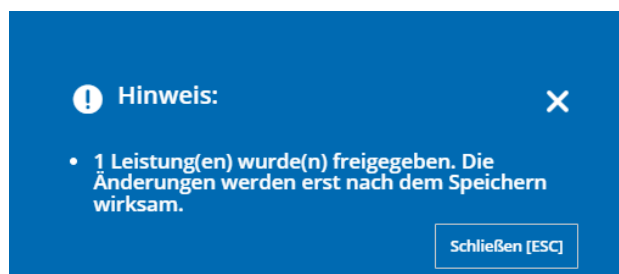 Hinweis:
• 1 Leistung(en) wurde(n) freigegeben. Die
Änderungen werden erst nach dem Speichern
wirksam.
Schließen [ESC]